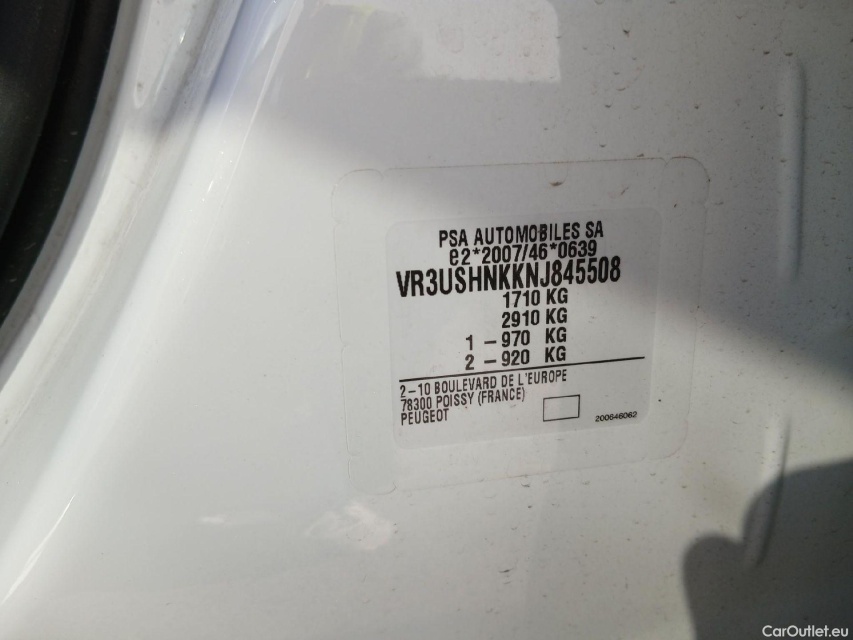 PSA AUTOMOBILES SA
e2*2007/46*0639
VR3USHNKKNJ845508
1710 KG
2910 KG
1 – 970 KG
2 – 920 KG
2–10 BOULEVARD DE L'EUROPE
78300 POISSY (FRANCE)
PEUGEOT
200646062
CarOutlet.eu